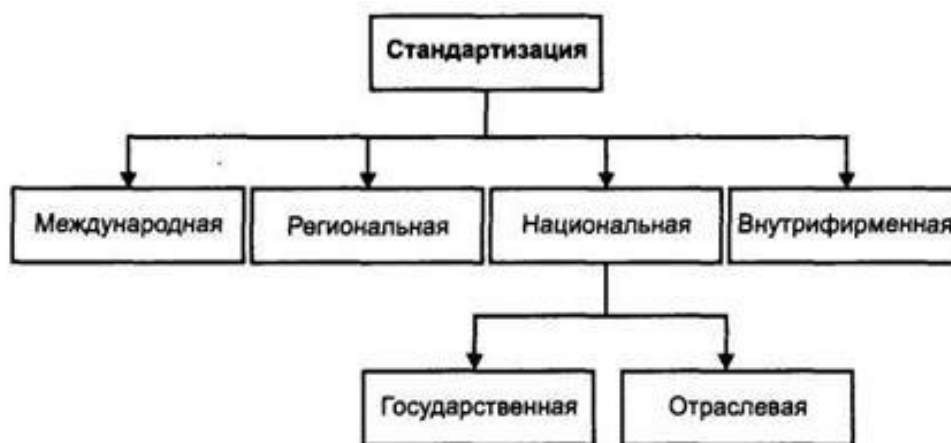 Стандартизация
Международная
Региональная
Национальная
Внутрифирменная
Государственная
Отраслевая